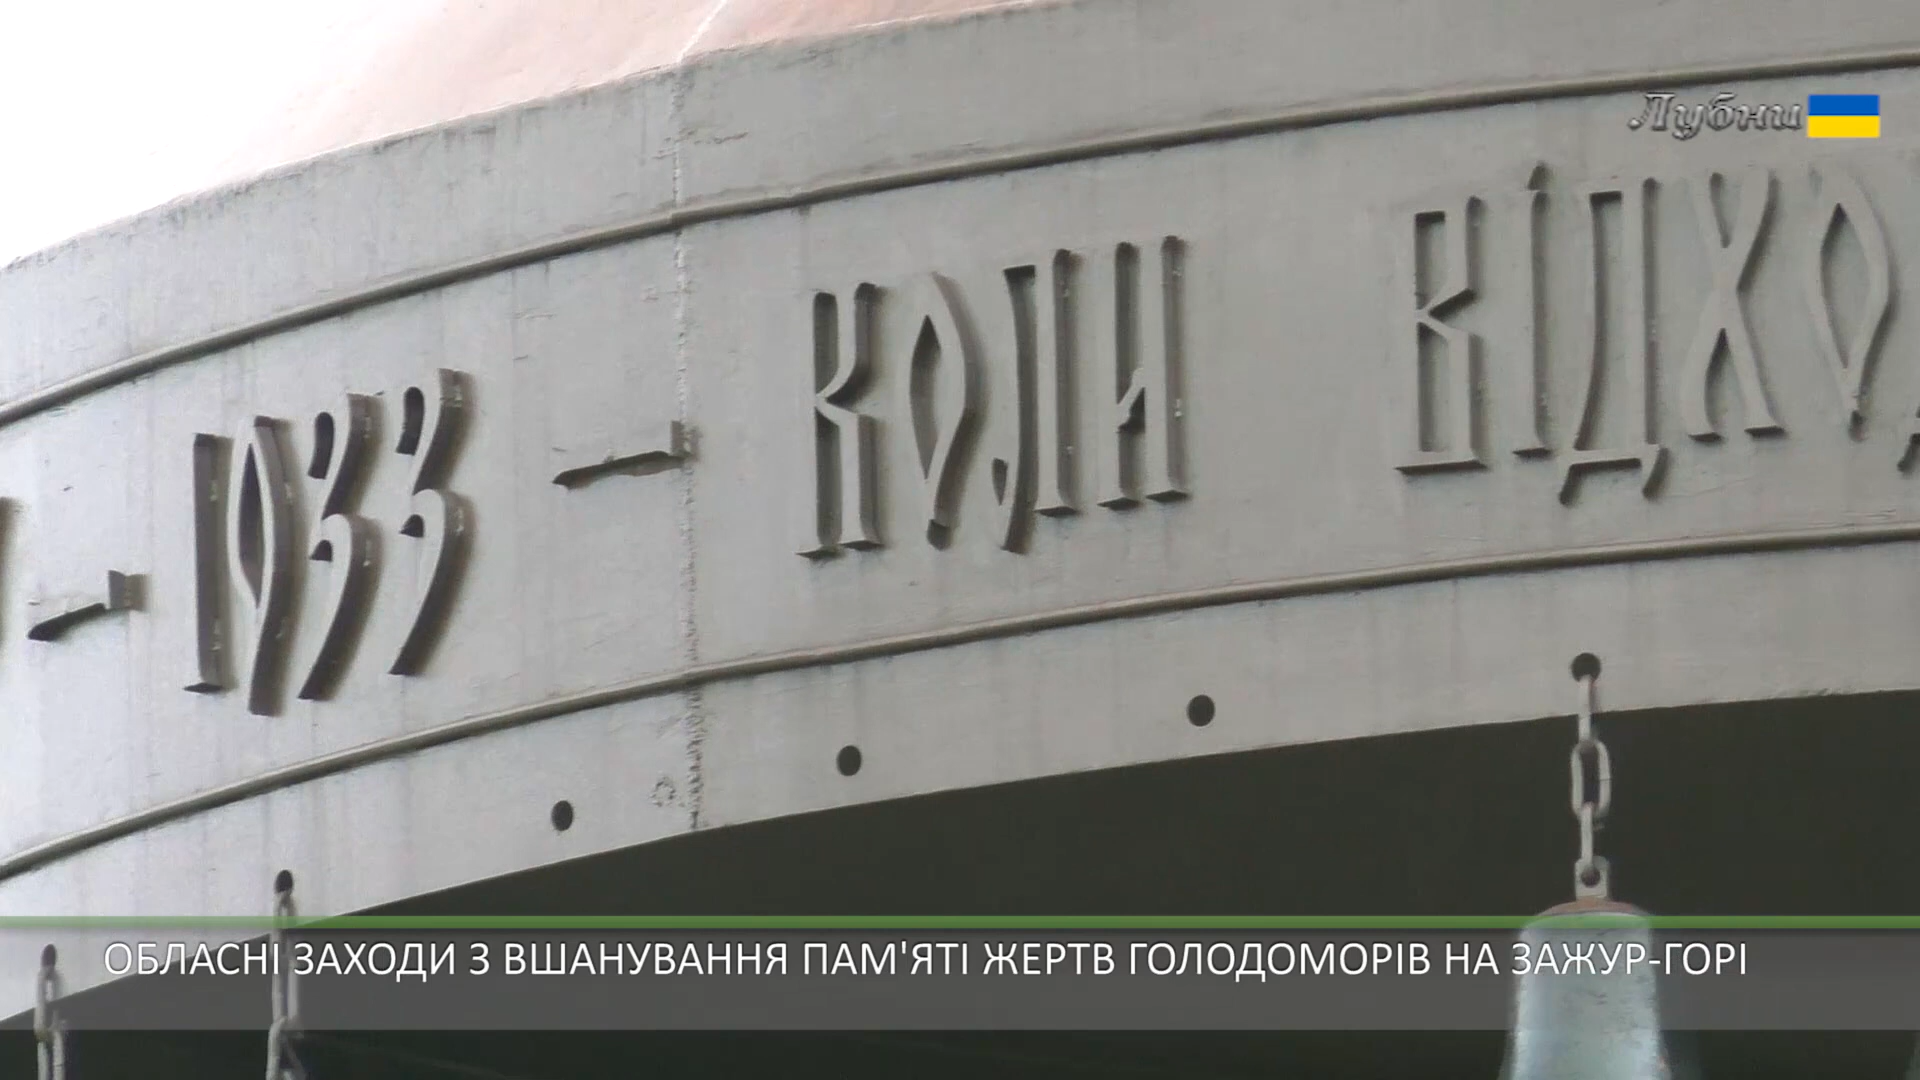 Лубни
– 1933 – КОЛИ ВІДХО
ОБЛАСНІ ЗАХОДИ З ВШАНУВАННЯ ПАМ'ЯТІ ЖЕРТВ ГОЛОДОМОРІВ НА ЗАЖУР-ГОРІ